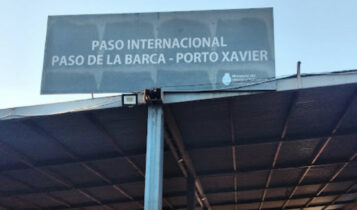 PASO INTERNACIONAL
PASO DE LA BARCA - PORTO XAVIER